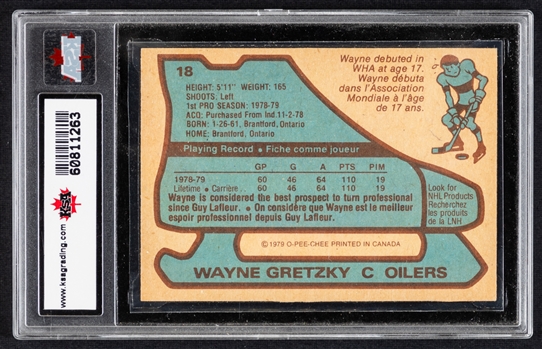 18
HEIGHT: 5'11" WEIGHT: 165
SHOOTS: Left
1st PRO SEASON: 1978-79
ACQ: Purchased From Ind. 11-2-78
BORN: 1-26-61, Brantford, Ontario
HOME: Brantford, Ontario
Wayne debuted in
WHA at age 17.
Wayne débuta
dans l'Association
Mondiale à l'âge
de 17 ans.
Playing Record • Fiche comme joueur
GP G A PTS PIM
1978-79 60 46 64 110 19
Lifetime • Carrière 60 46 64 110 19
Wayne is considered the best prospect to turn professional
since Guy Lafleur. • On considère que Wayne est le meilleur
espoir professionnel depuis Guy Lafleur.
Look for
NHL Products
Recherchez
les produits
de la LNH
© 1979 O-PEE-CHEE PRINTED IN CANADA
WAYNE GRETZKY C OILERS
60811263
KSA
www.ksagrading.com
KSA